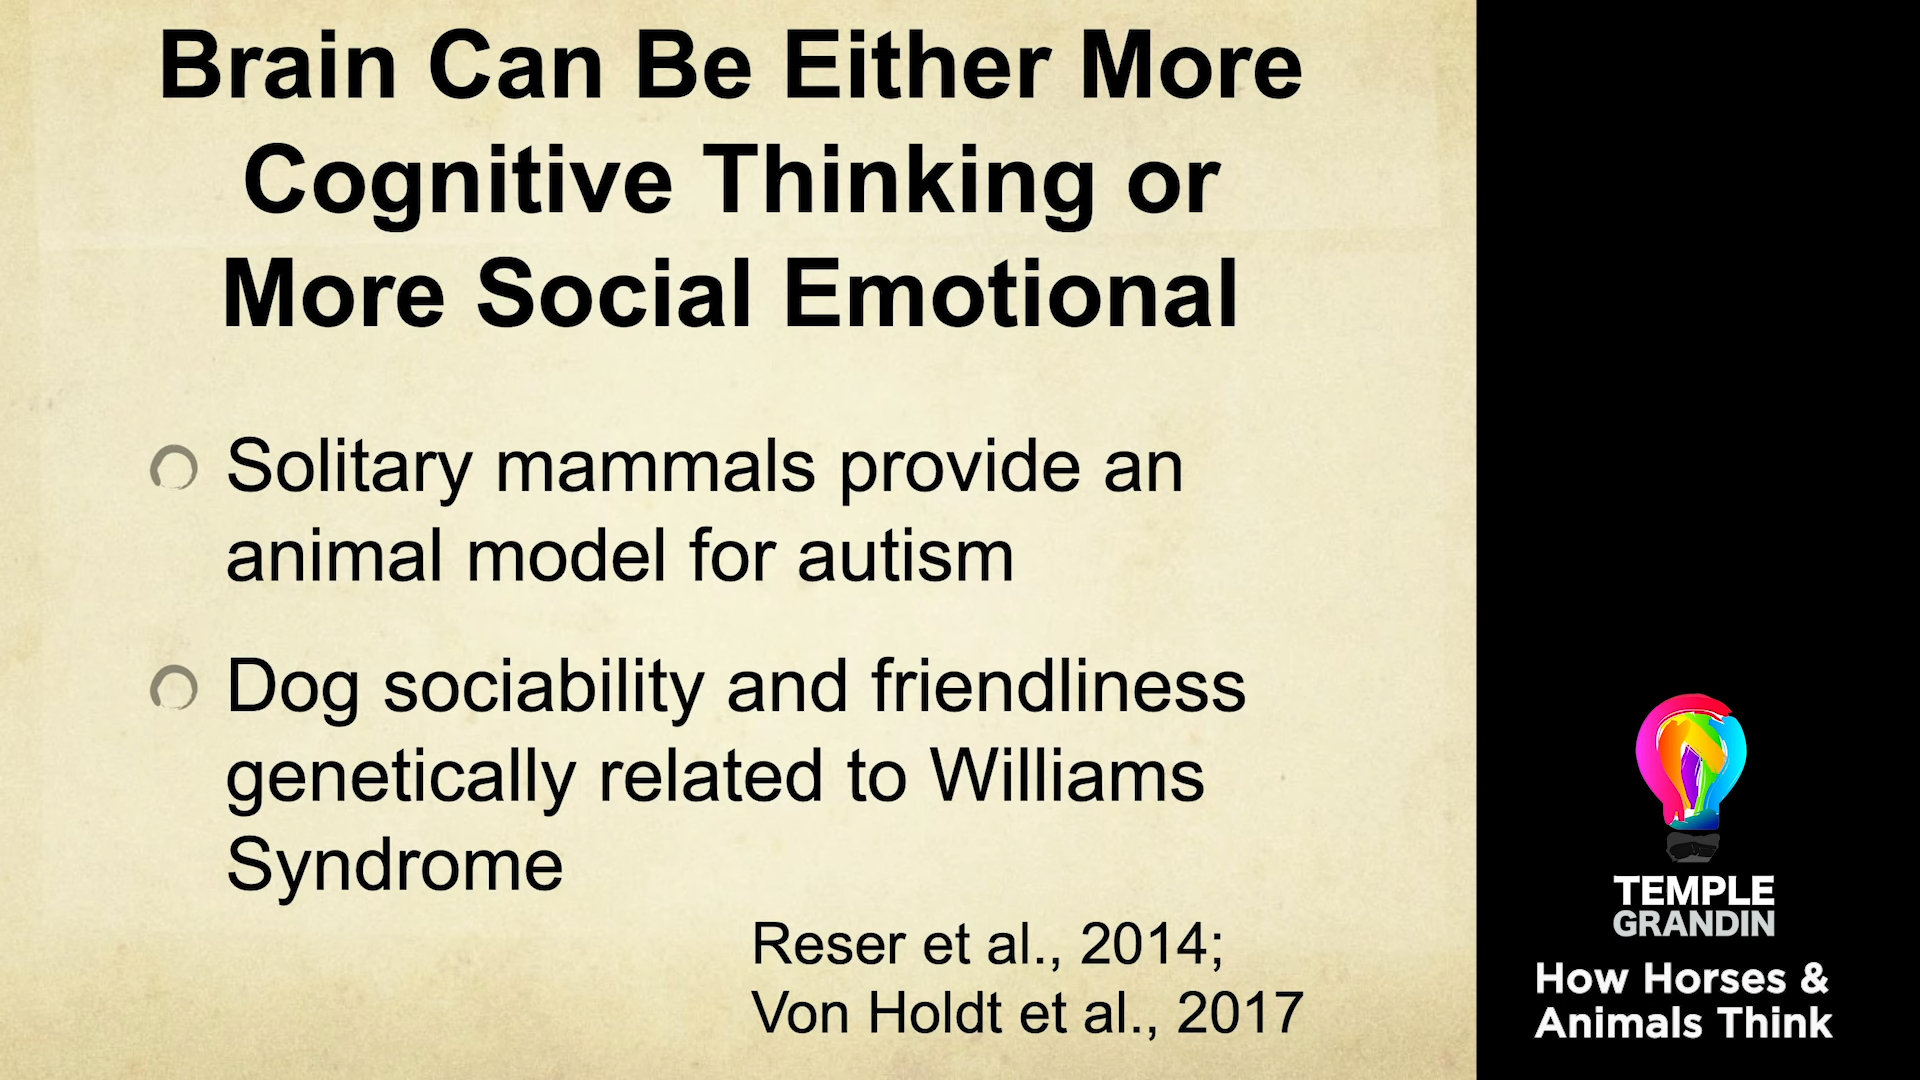 Brain Can Be Either More
Cognitive Thinking or
More Social Emotional
Solitary mammals provide an
animal model for autism
Dog sociability and friendliness
genetically related to Williams
Syndrome
Reser et al., 2014;
Von Holdt et al., 2017
TEMPLE
GRANDIN
How Horses &
Animals Think